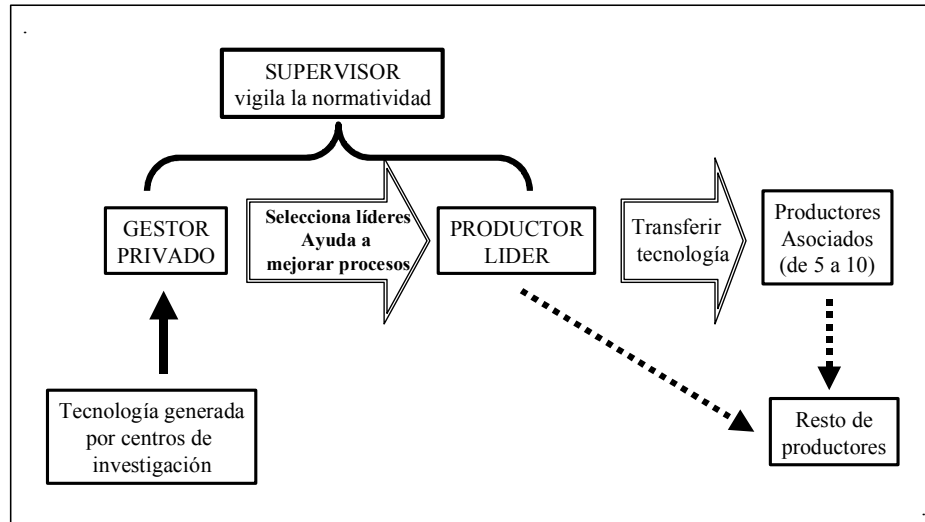 SUPERVISOR
vigila la normatividad
GESTOR
PRIVADO
Selecciona líderes
Ayuda a
mejorar procesos
PRODUCTOR
LIDER
Transferir
tecnología
Productores
Asociados
(de 5 a 10)
Tecnología generada
por centros de
investigación
Resto de
productores